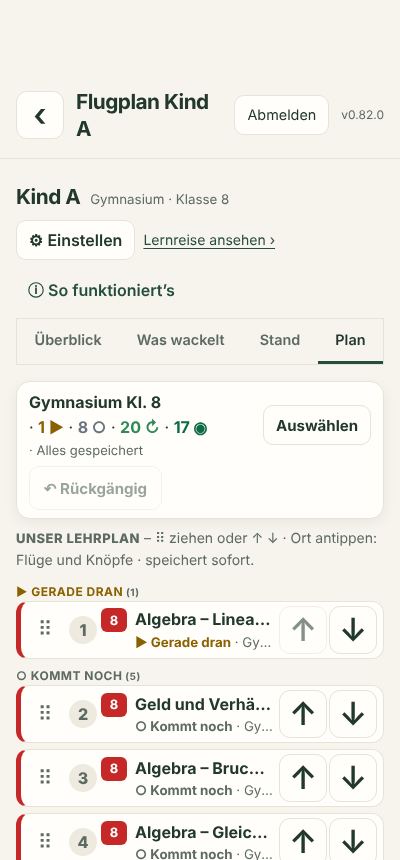 ‹
Flugplan Kind
A
Abmelden
v0.82.0
Kind A Gymnasium · Klasse 8
⚙ Einstellen
Lernreise ansehen ›
ⓘ So funktioniert’s
Überblick
Was wackelt
Stand
Plan
Gymnasium Kl. 8
· 1 ▶ · 8 ○ · 20 ↻ · 17 ◉
· Alles gespeichert
Auswählen
↶ Rückgängig
UNSER LEHRPLAN – ⠿ ziehen oder ↑ ↓ · Ort antippen:
Flüge und Knöpfe · speichert sofort.
▶ GERADE DRAN (1)
⠿ 1 8 Algebra – Linea… ↑ ↓
▶ Gerade dran · Gy…
○ KOMMT NOCH (5)
⠿ 2 8 Geld und Verhä… ↑ ↓
○ Kommt noch · Gy…
⠿ 3 8 Algebra – Bruc… ↑ ↓
○ Kommt noch · Gy…
⠿ 4 8 Algebra – Gleic… ↑ ↓